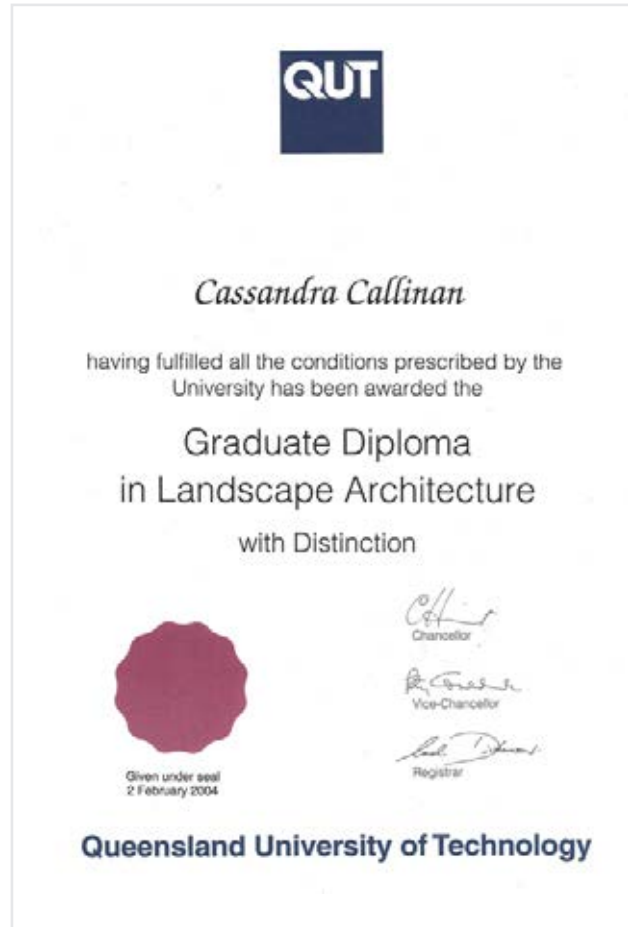 QUT
Cassandra Callinan
having fulfilled all the conditions prescribed by the
University has been awarded the
Graduate Diploma
in Landscape Architecture
with Distinction
Chancellor
Vice-Chancellor
Registrar
Given under seal
2 February 2004
Queensland University of Technology